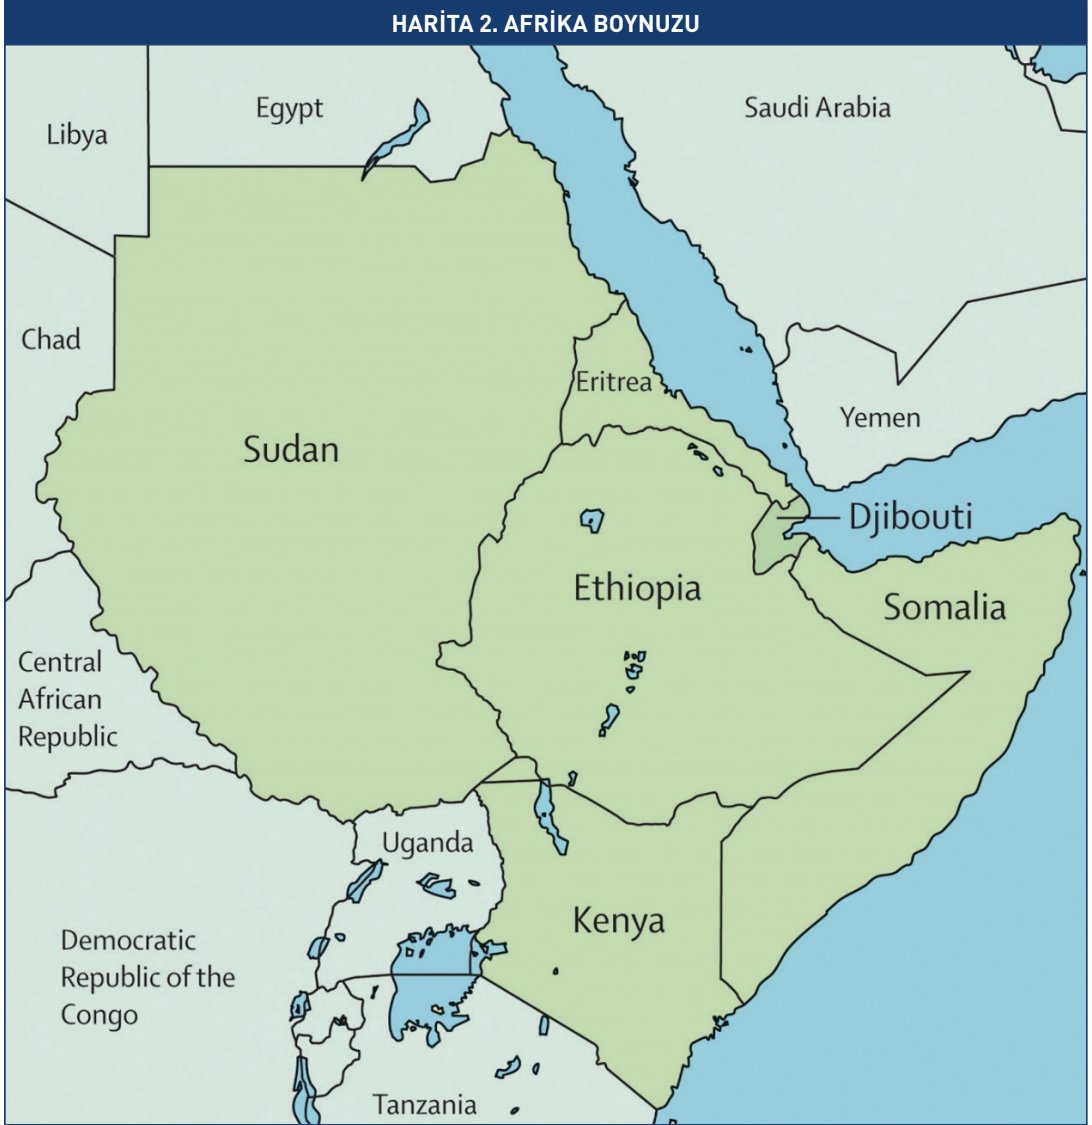 HARİTA 2. AFRİKA BOYNUZU
Egypt
Saudi Arabia
Libya
Chad
Eritrea
Yemen
Sudan
Djibouti
Ethiopia
Somalia
Central
African
Republic
Uganda
Kenya
Democratic
Republic of the
Congo
Tanzania